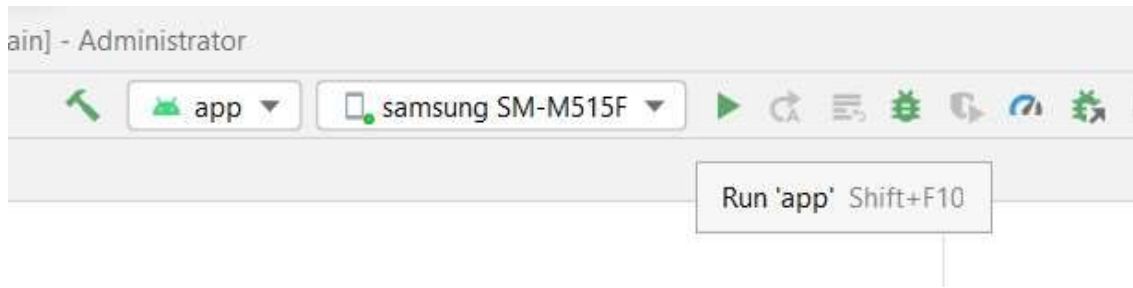 ain] - Administrator
app samsung SM-M515F
Run 'app' Shift+F10